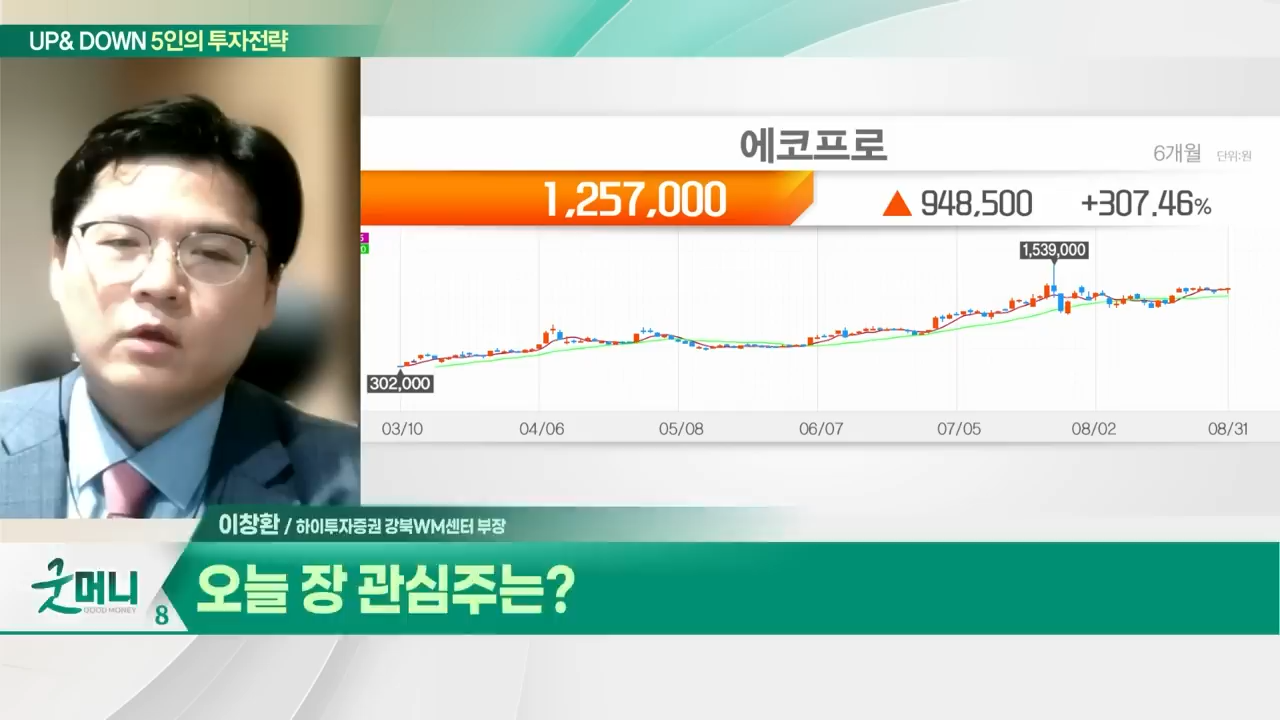 UP& DOWN 5인의 투자전략
에코프로
6개월 단위:원
1,257,000 ▲ 948,500 +307.46%
1,539,000
302,000
03/10 04/06 05/08 06/07 07/05 08/02 08/31
이창환 / 하이투자증권 강북WM센터 부장
굿머니
GOOD MONEY
8
오늘 장 관심주는?